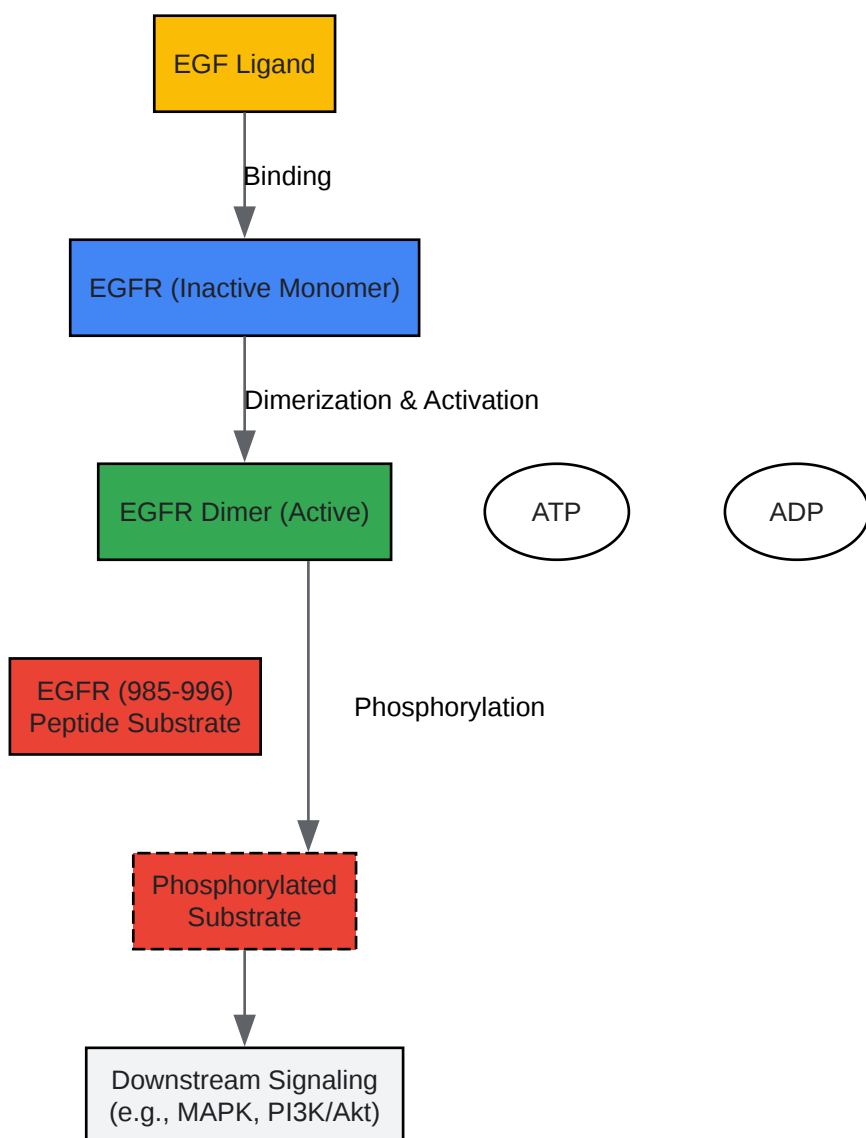 EGF Ligand
Binding
EGFR (Inactive Monomer)
Dimerization & Activation
EGFR Dimer (Active)
ATP
ADP
EGFR (985-996)
Peptide Substrate
Phosphorylation
Phosphorylated
Substrate
Downstream Signaling
(e.g., MAPK, PI3K/Akt)